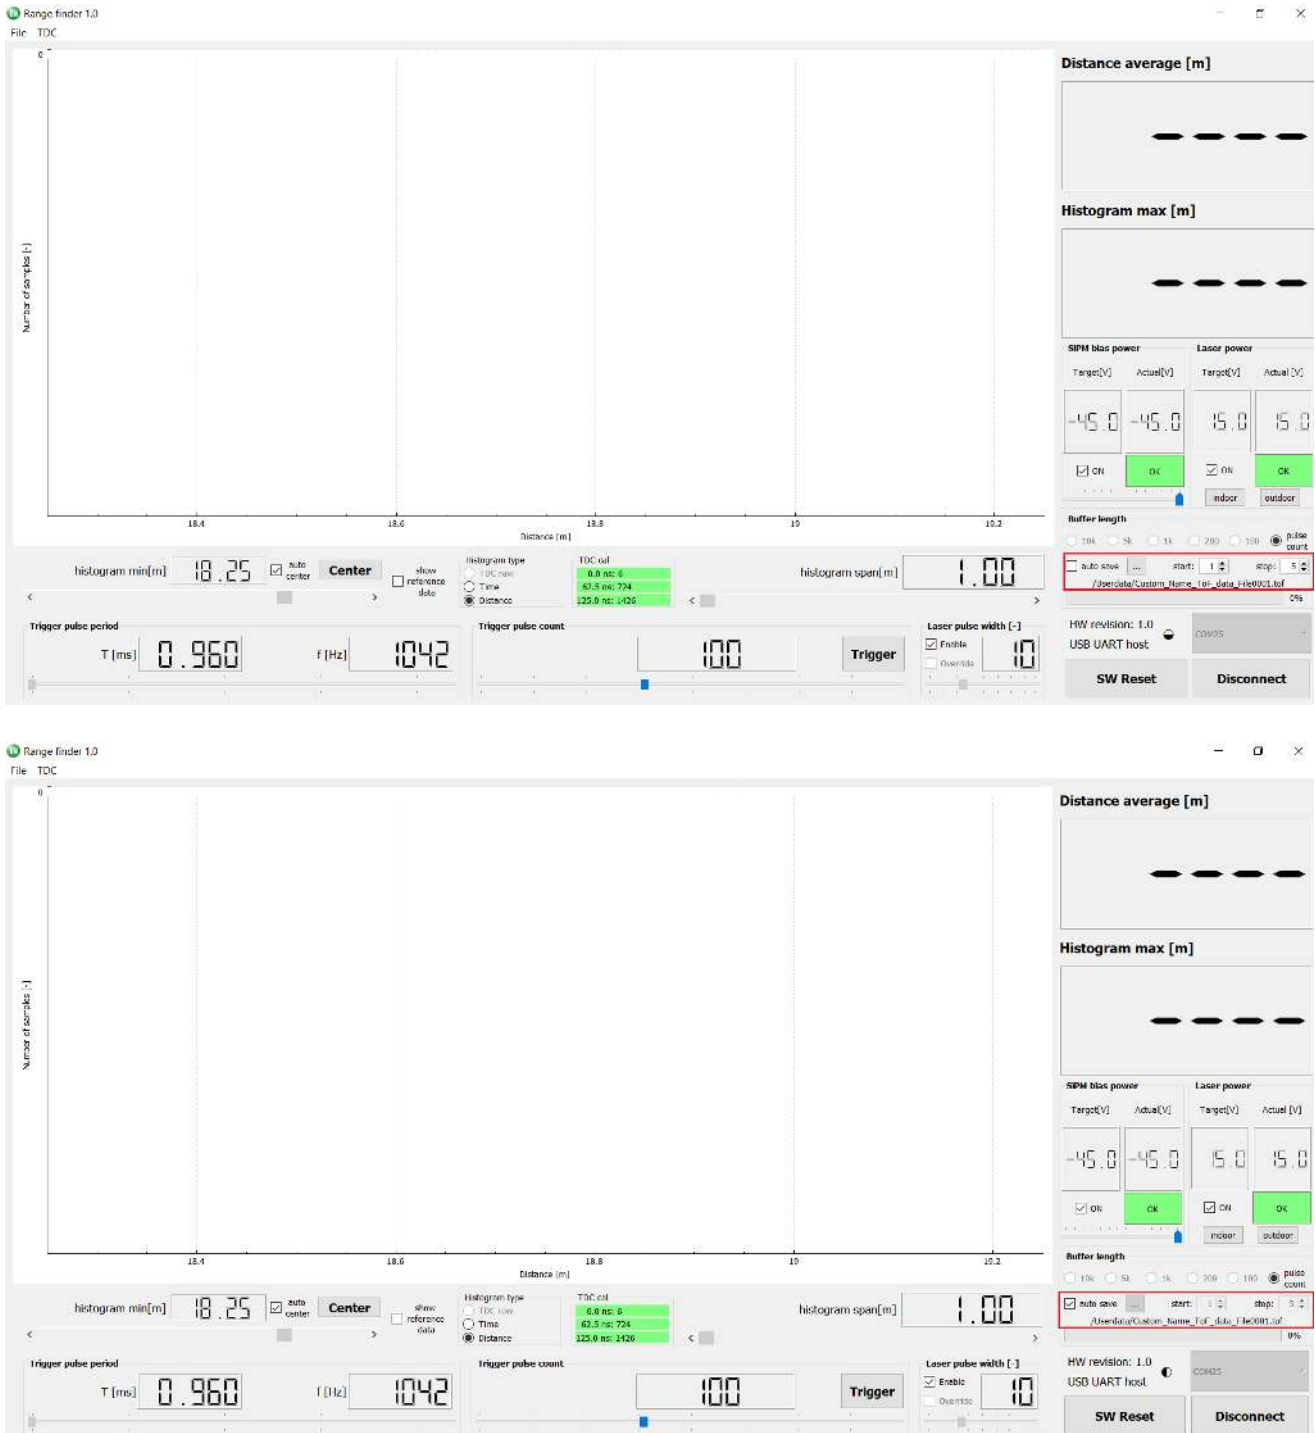 Range finder 1.0
File TDC
0
Number of samples [-]
18.4 18.6 18.8 19 19.2
Distance [m]
Distance average [m]
----
Histogram max [m]
----
SiPM bias power Laser power
Target[V] Actual[V] Target[V] Actual [V]
-45.0 -45.0 15.0 15.0
ON OK ON OK
indoor outdoor
Buffer length
10k 5k 1k 200 100 pulse count
auto save ... start: 1 stop: 5
/Userdata/Custom_Name_ToF_data_File0001.tof
0%
histogram min[m] 18.25 auto center Center show reference data
Histogram type
TDC raw
Time
Distance
TDC cal
0.0 ns: 6
62.5 ns: 724
125.0 ns: 1426
histogram span[m] 1.00
Trigger pulse period
T [ms] 0.960 f [Hz] 1042
Trigger pulse count
100 Trigger
Laser pulse width [-]
Enable
Override
10
HW revision: 1.0
USB UART host
COM25
SW Reset Disconnect
Range finder 1.0
File TDC
0
Number of samples [-]
18.4 18.6 18.8 19 19.2
Distance [m]
Distance average [m]
----
Histogram max [m]
----
SiPM bias power Laser power
Target[V] Actual[V] Target[V] Actual [V]
-45.0 -45.0 15.0 15.0
ON OK ON OK
indoor outdoor
Buffer length
10k 5k 1k 200 100 pulse count
auto save ... start: 1 stop: 5
/Userdata/Custom_Name_ToF_data_File0001.tof
0%
histogram min[m] 18.25 auto center Center show reference data
Histogram type
TDC raw
Time
Distance
TDC cal
0.0 ns: 6
62.5 ns: 724
125.0 ns: 1426
histogram span[m] 1.00
Trigger pulse period
T [ms] 0.960 f [Hz] 1042
Trigger pulse count
100 Trigger
Laser pulse width [-]
Enable
Override
10
HW revision: 1.0
USB UART host
COM25
SW Reset Disconnect